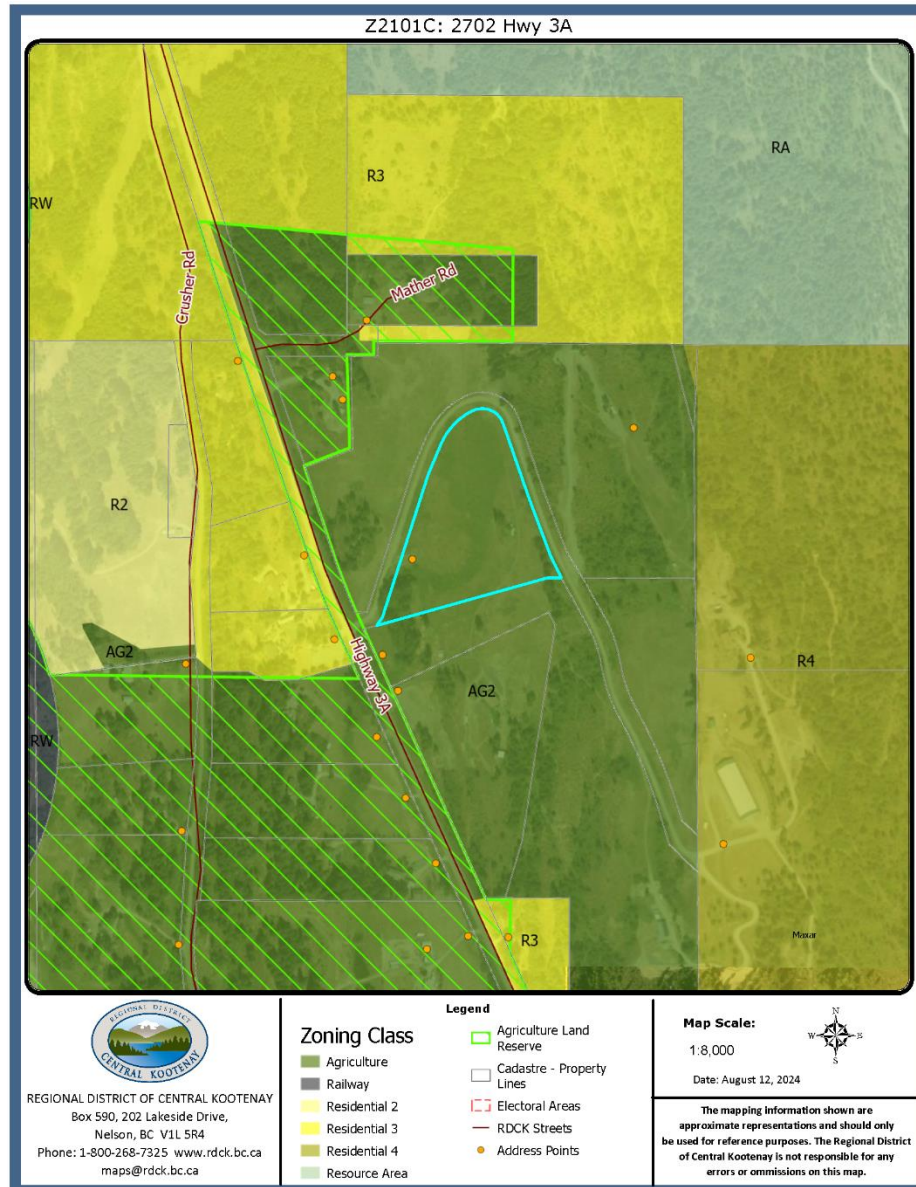 Z2101C: 2702 Hwy 3A
RA
R3
RW
Crusher Rd
Mather Rd
R2
AG2
Highway 3A
AG2
R4
RW
R3
Maxar
REGIONAL DISTRICT OF
CENTRAL KOOTENAY
REGIONAL DISTRICT OF CENTRAL KOOTENAY
Box 590, 202 Lakeside Drive,
Nelson, BC V1L 5R4
Phone: 1-800-268-7325 www.rdck.bc.ca
maps@rdck.bc.ca
Legend
Zoning Class
Agriculture
Railway
Residential 2
Residential 3
Residential 4
Resource Area
Agriculture Land
Reserve
Cadastre - Property
Lines
Electoral Areas
RDCK Streets
Address Points
Map Scale:
1:8,000
N
W
E
S
Date: August 12, 2024
The mapping information shown are
approximate representations and should only
be used for reference purposes. The Regional District
of Central Kootenay is not responsible for any
errors or ommissions on this map.